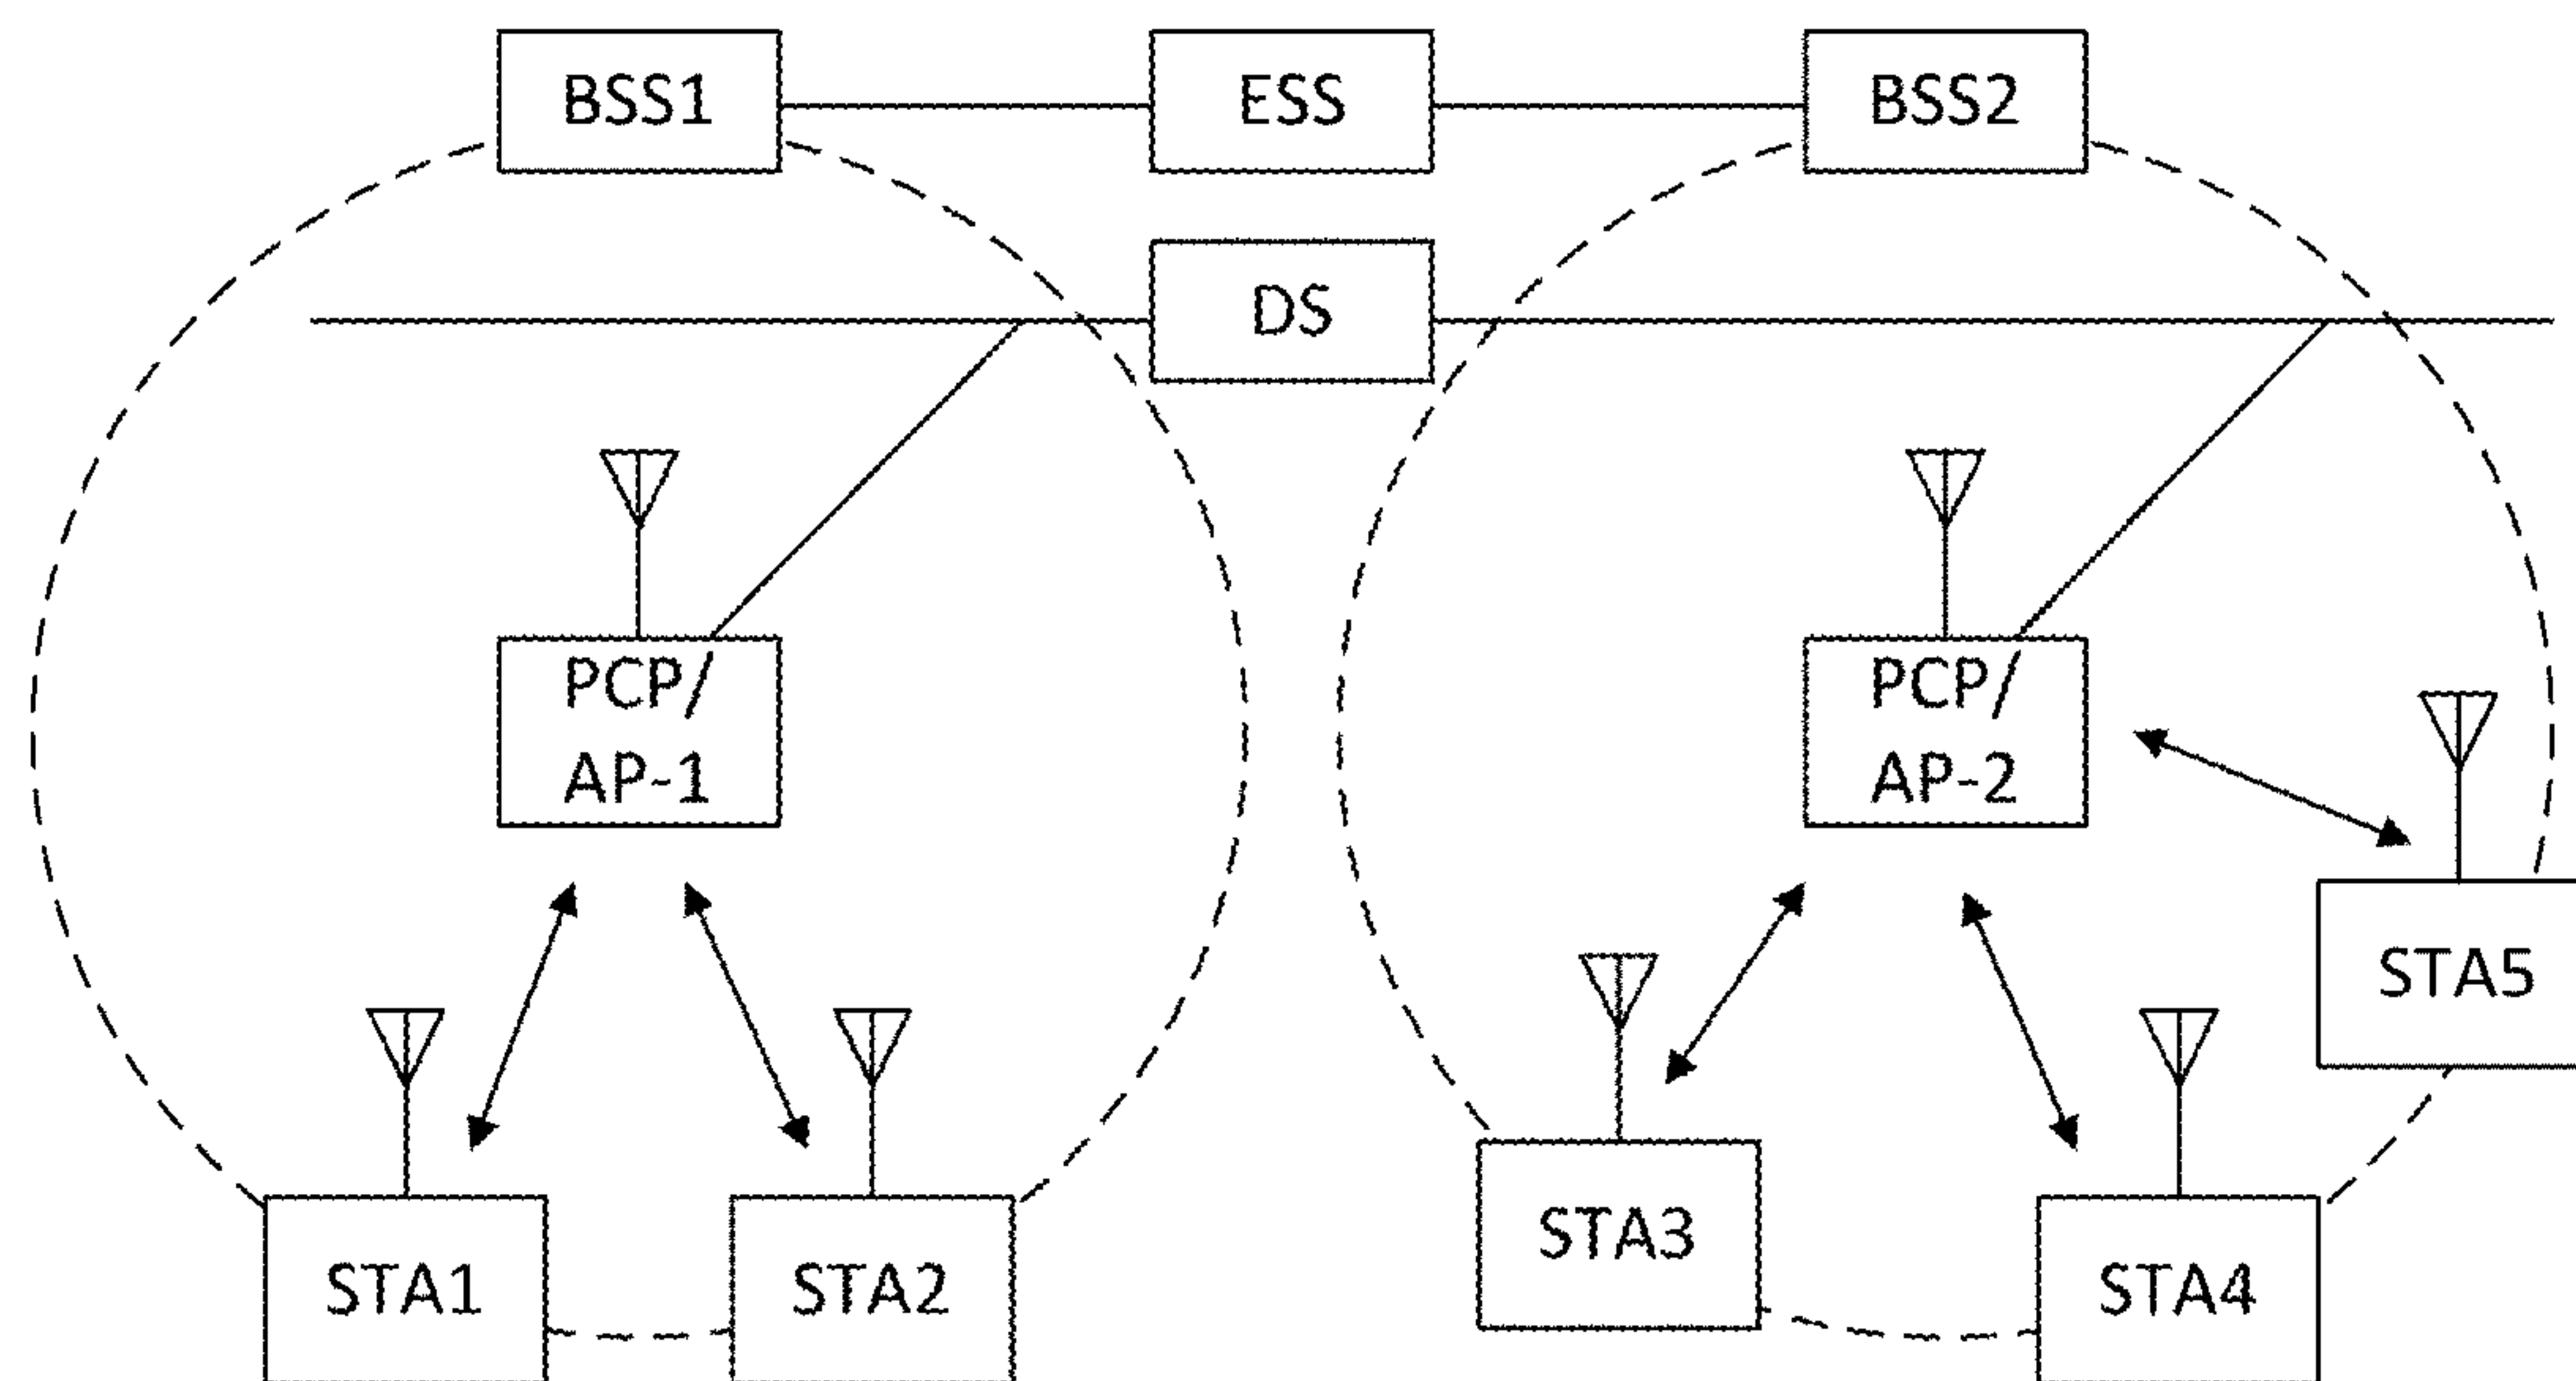 BSS1
ESS
BSS2
DS
PCP/
AP-1
PCP/
AP-2
STA5
STA3
STA1
STA2
STA4